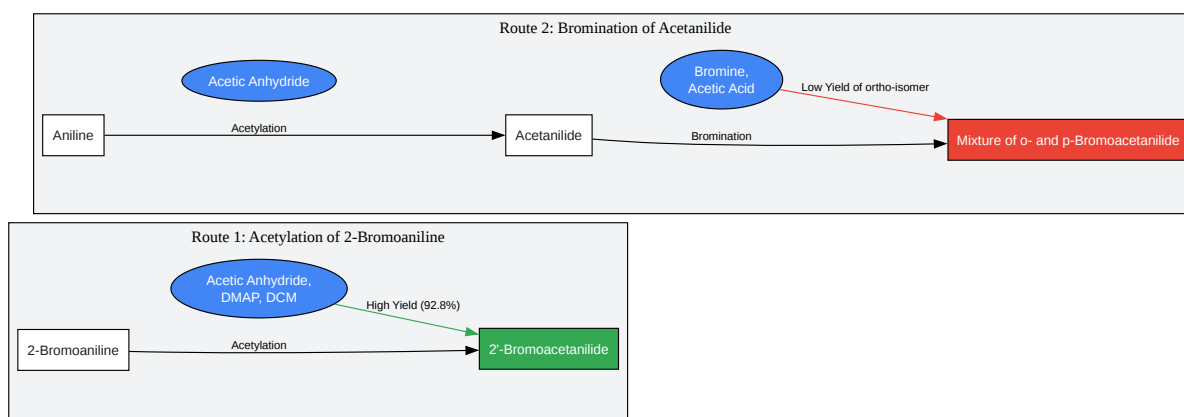 Route 2: Bromination of Acetanilide
Acetic Anhydride
Bromine,
Acetic Acid
Low Yield of ortho-isomer
Aniline
Acetylation
Acetanilide
Bromination
Mixture of o- and p-Bromoacetanilide
Route 1: Acetylation of 2-Bromoaniline
Acetic Anhydride,
DMAP, DCM
High Yield (92.8%)
2-Bromoaniline
Acetylation
2'-Bromoacetanilide